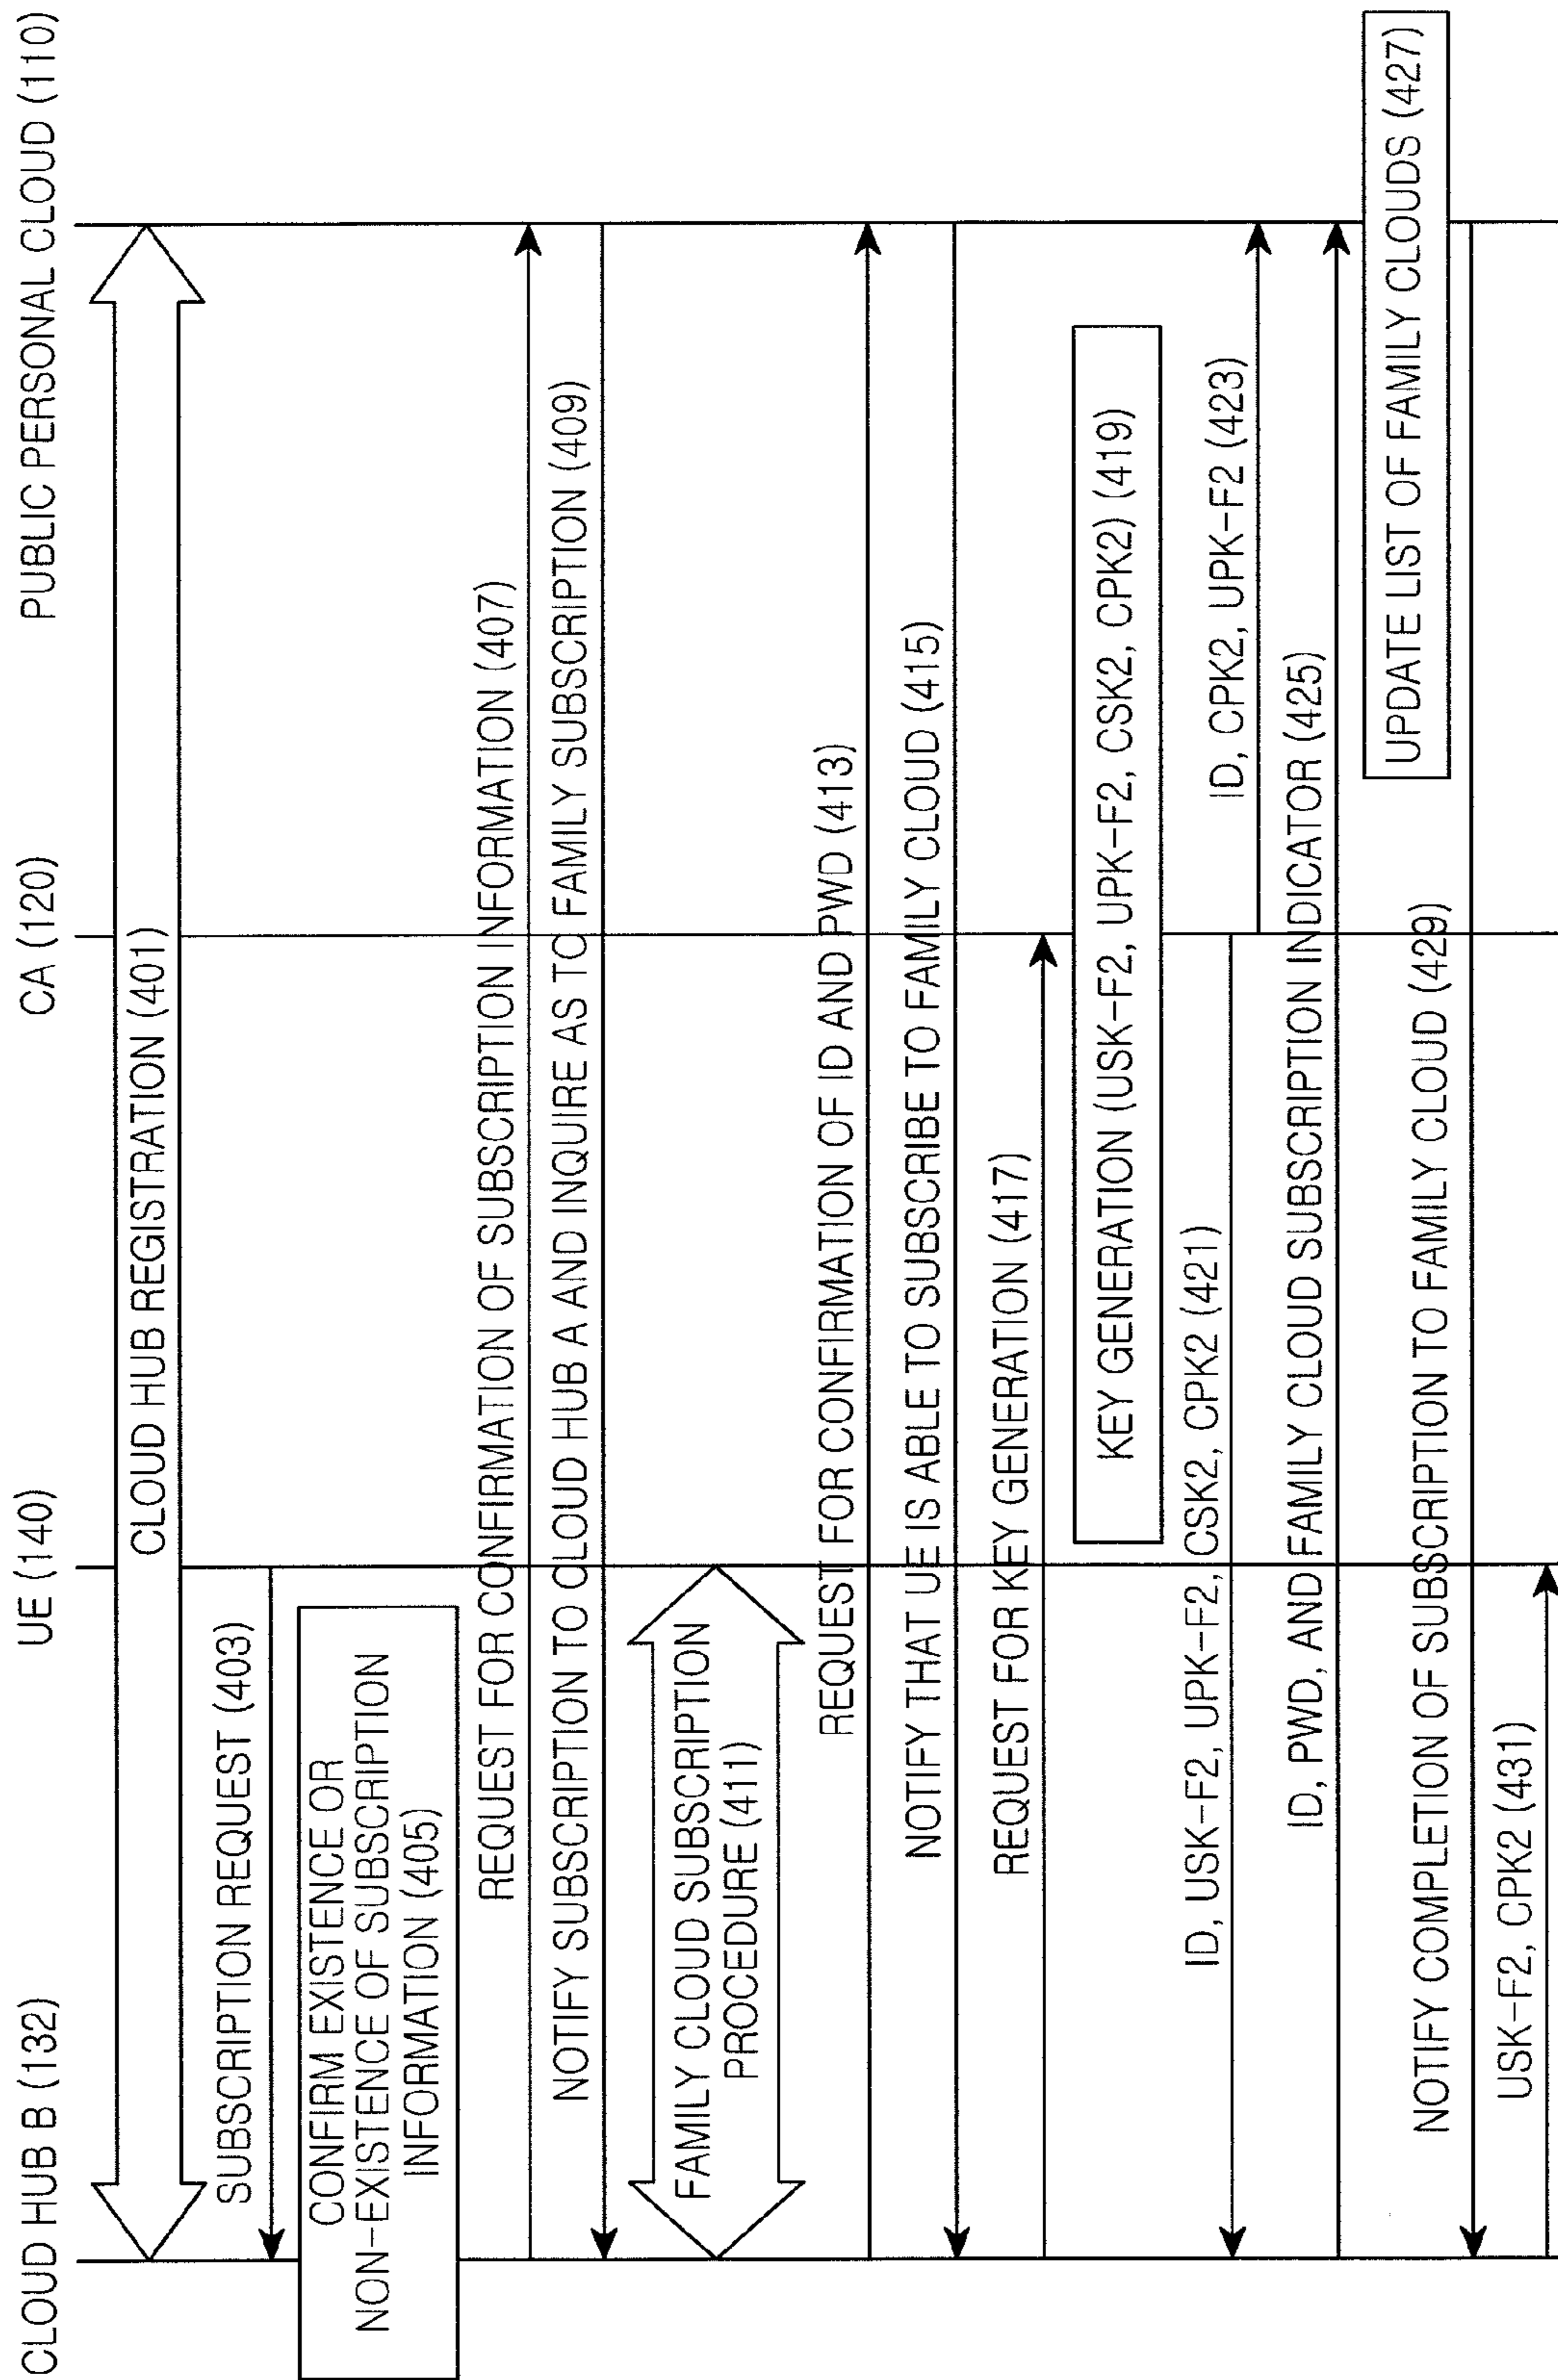 CLOUD HUB B (132)
UE (140)
CA (120)
PUBLIC PERSONAL CLOUD (110)
CLOUD HUB REGISTRATION (401)
SUBSCRIPTION REQUEST (403)
CONFIRM EXISTENCE OR
NON-EXISTENCE OF SUBSCRIPTION
INFORMATION (405)
REQUEST FOR CONFIRMATION OF SUBSCRIPTION INFORMATION (407)
NOTIFY SUBSCRIPTION TO CLOUD HUB A AND INQUIRE AS TO FAMILY SUBSCRIPTION (409)
FAMILY CLOUD SUBSCRIPTION
PROCEDURE (411)
REQUEST FOR CONFIRMATION OF ID AND PWD (413)
NOTIFY THAT UE IS ABLE TO SUBSCRIBE TO FAMILY CLOUD (415)
REQUEST FOR KEY GENERATION (417)
KEY GENERATION (USK-F2, UPK-F2, CSK2, CPK2) (419)
ID, USK-F2, UPK-F2, CSK2, CPK2 (421)
ID, CPK2, UPK-F2 (423)
ID, PWD, AND FAMILY CLOUD SUBSCRIPTION INDICATOR (425)
UPDATE LIST OF FAMILY CLOUDS (427)
NOTIFY COMPLETION OF SUBSCRIPTION TO FAMILY CLOUD (429)
USK-F2, CPK2 (431)